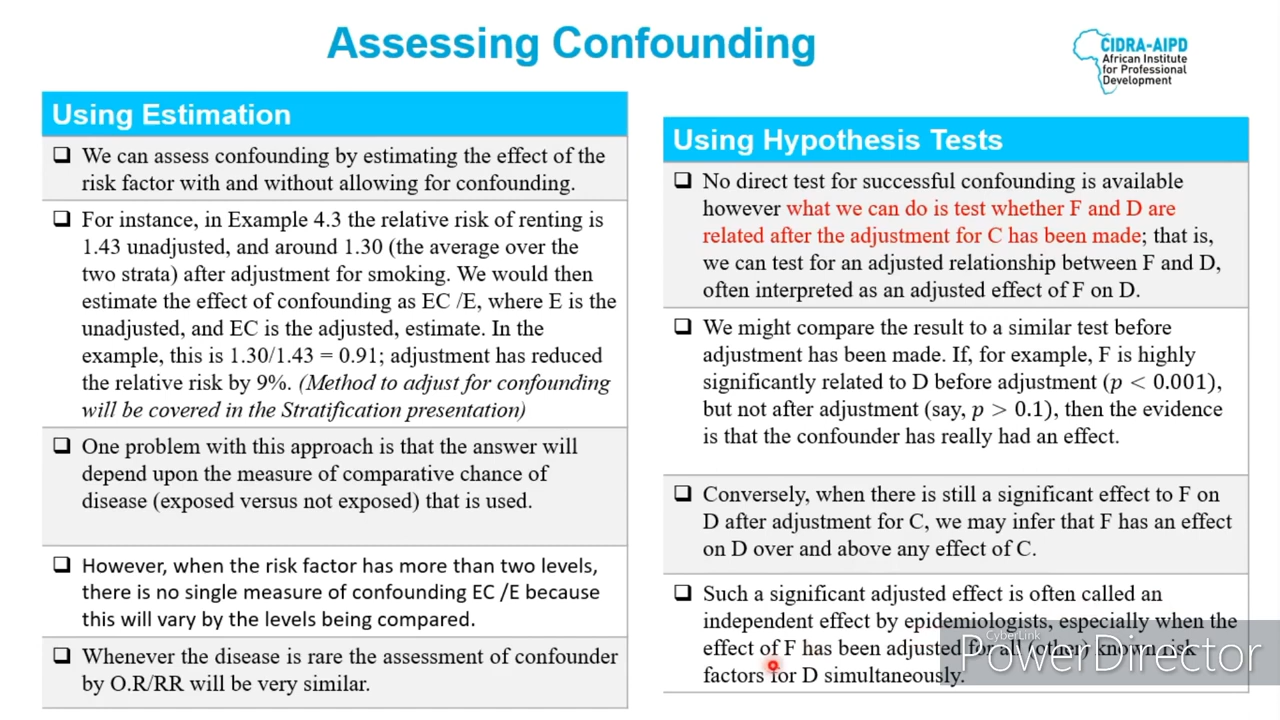 Assessing Confounding
CIDRA-AIPD
African Institute
for Professional
Development
Using Estimation
❑ We can assess confounding by estimating the effect of the
risk factor with and without allowing for confounding.
❑ For instance, in Example 4.3 the relative risk of renting is
1.43 unadjusted, and around 1.30 (the average over the
two strata) after adjustment for smoking. We would then
estimate the effect of confounding as EC /E, where E is the
unadjusted, and EC is the adjusted, estimate. In the
example, this is 1.30/1.43 = 0.91; adjustment has reduced
the relative risk by 9%. (Method to adjust for confounding
will be covered in the Stratification presentation)
❑ One problem with this approach is that the answer will
depend upon the measure of comparative chance of
disease (exposed versus not exposed) that is used.
❑ However, when the risk factor has more than two levels,
there is no single measure of confounding EC /E because
this will vary by the levels being compared.
❑ Whenever the disease is rare the assessment of confounder
by O.R/RR will be very similar.
Using Hypothesis Tests
❑ No direct test for successful confounding is available
however what we can do is test whether F and D are
related after the adjustment for C has been made; that is,
we can test for an adjusted relationship between F and D,
often interpreted as an adjusted effect of F on D.
❑ We might compare the result to a similar test before
adjustment has been made. If, for example, F is highly
significantly related to D before adjustment (p < 0.001),
but not after adjustment (say, p > 0.1), then the evidence
is that the confounder has really had an effect.
❑ Conversely, when there is still a significant effect to F on
D after adjustment for C, we may infer that F has an effect
on D over and above any effect of C.
❑ Such a significant adjusted effect is often called an
independent effect by epidemiologists, especially when the
effect of F has been adjusted for all (other) known risk
factors for D simultaneously.
CyberLink
PowerDirector